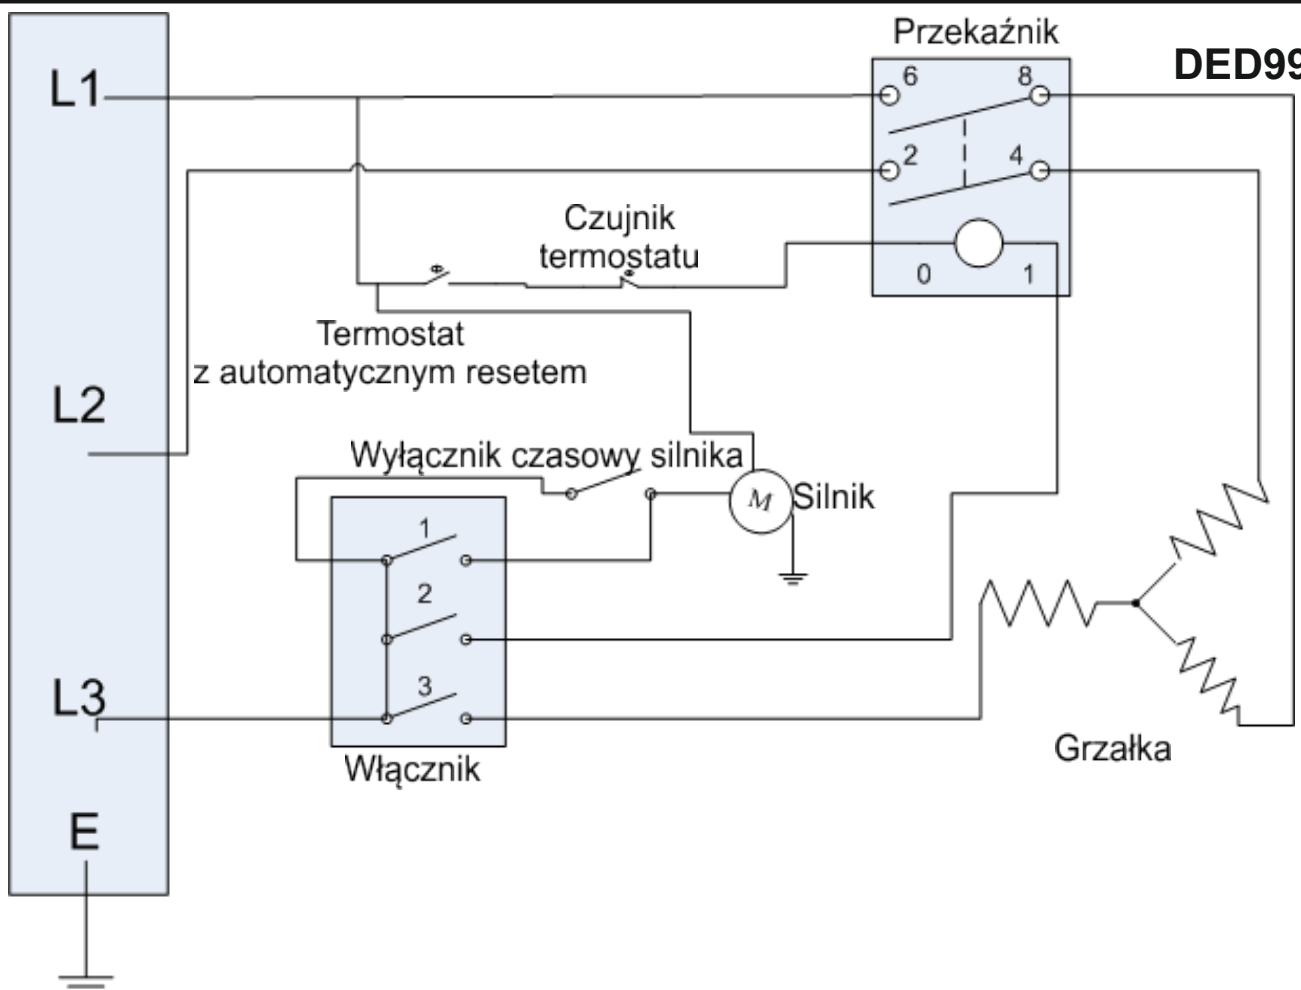 Przekaźnik
DED99
L1
6
8
2
4
Czujnik
termostatu
0
1
Termostat
z automatycznym resetem
L2
Wyłącznik czasowy silnika
M
Silnik
1
2
3
L3
Włącznik
Grzałka
E